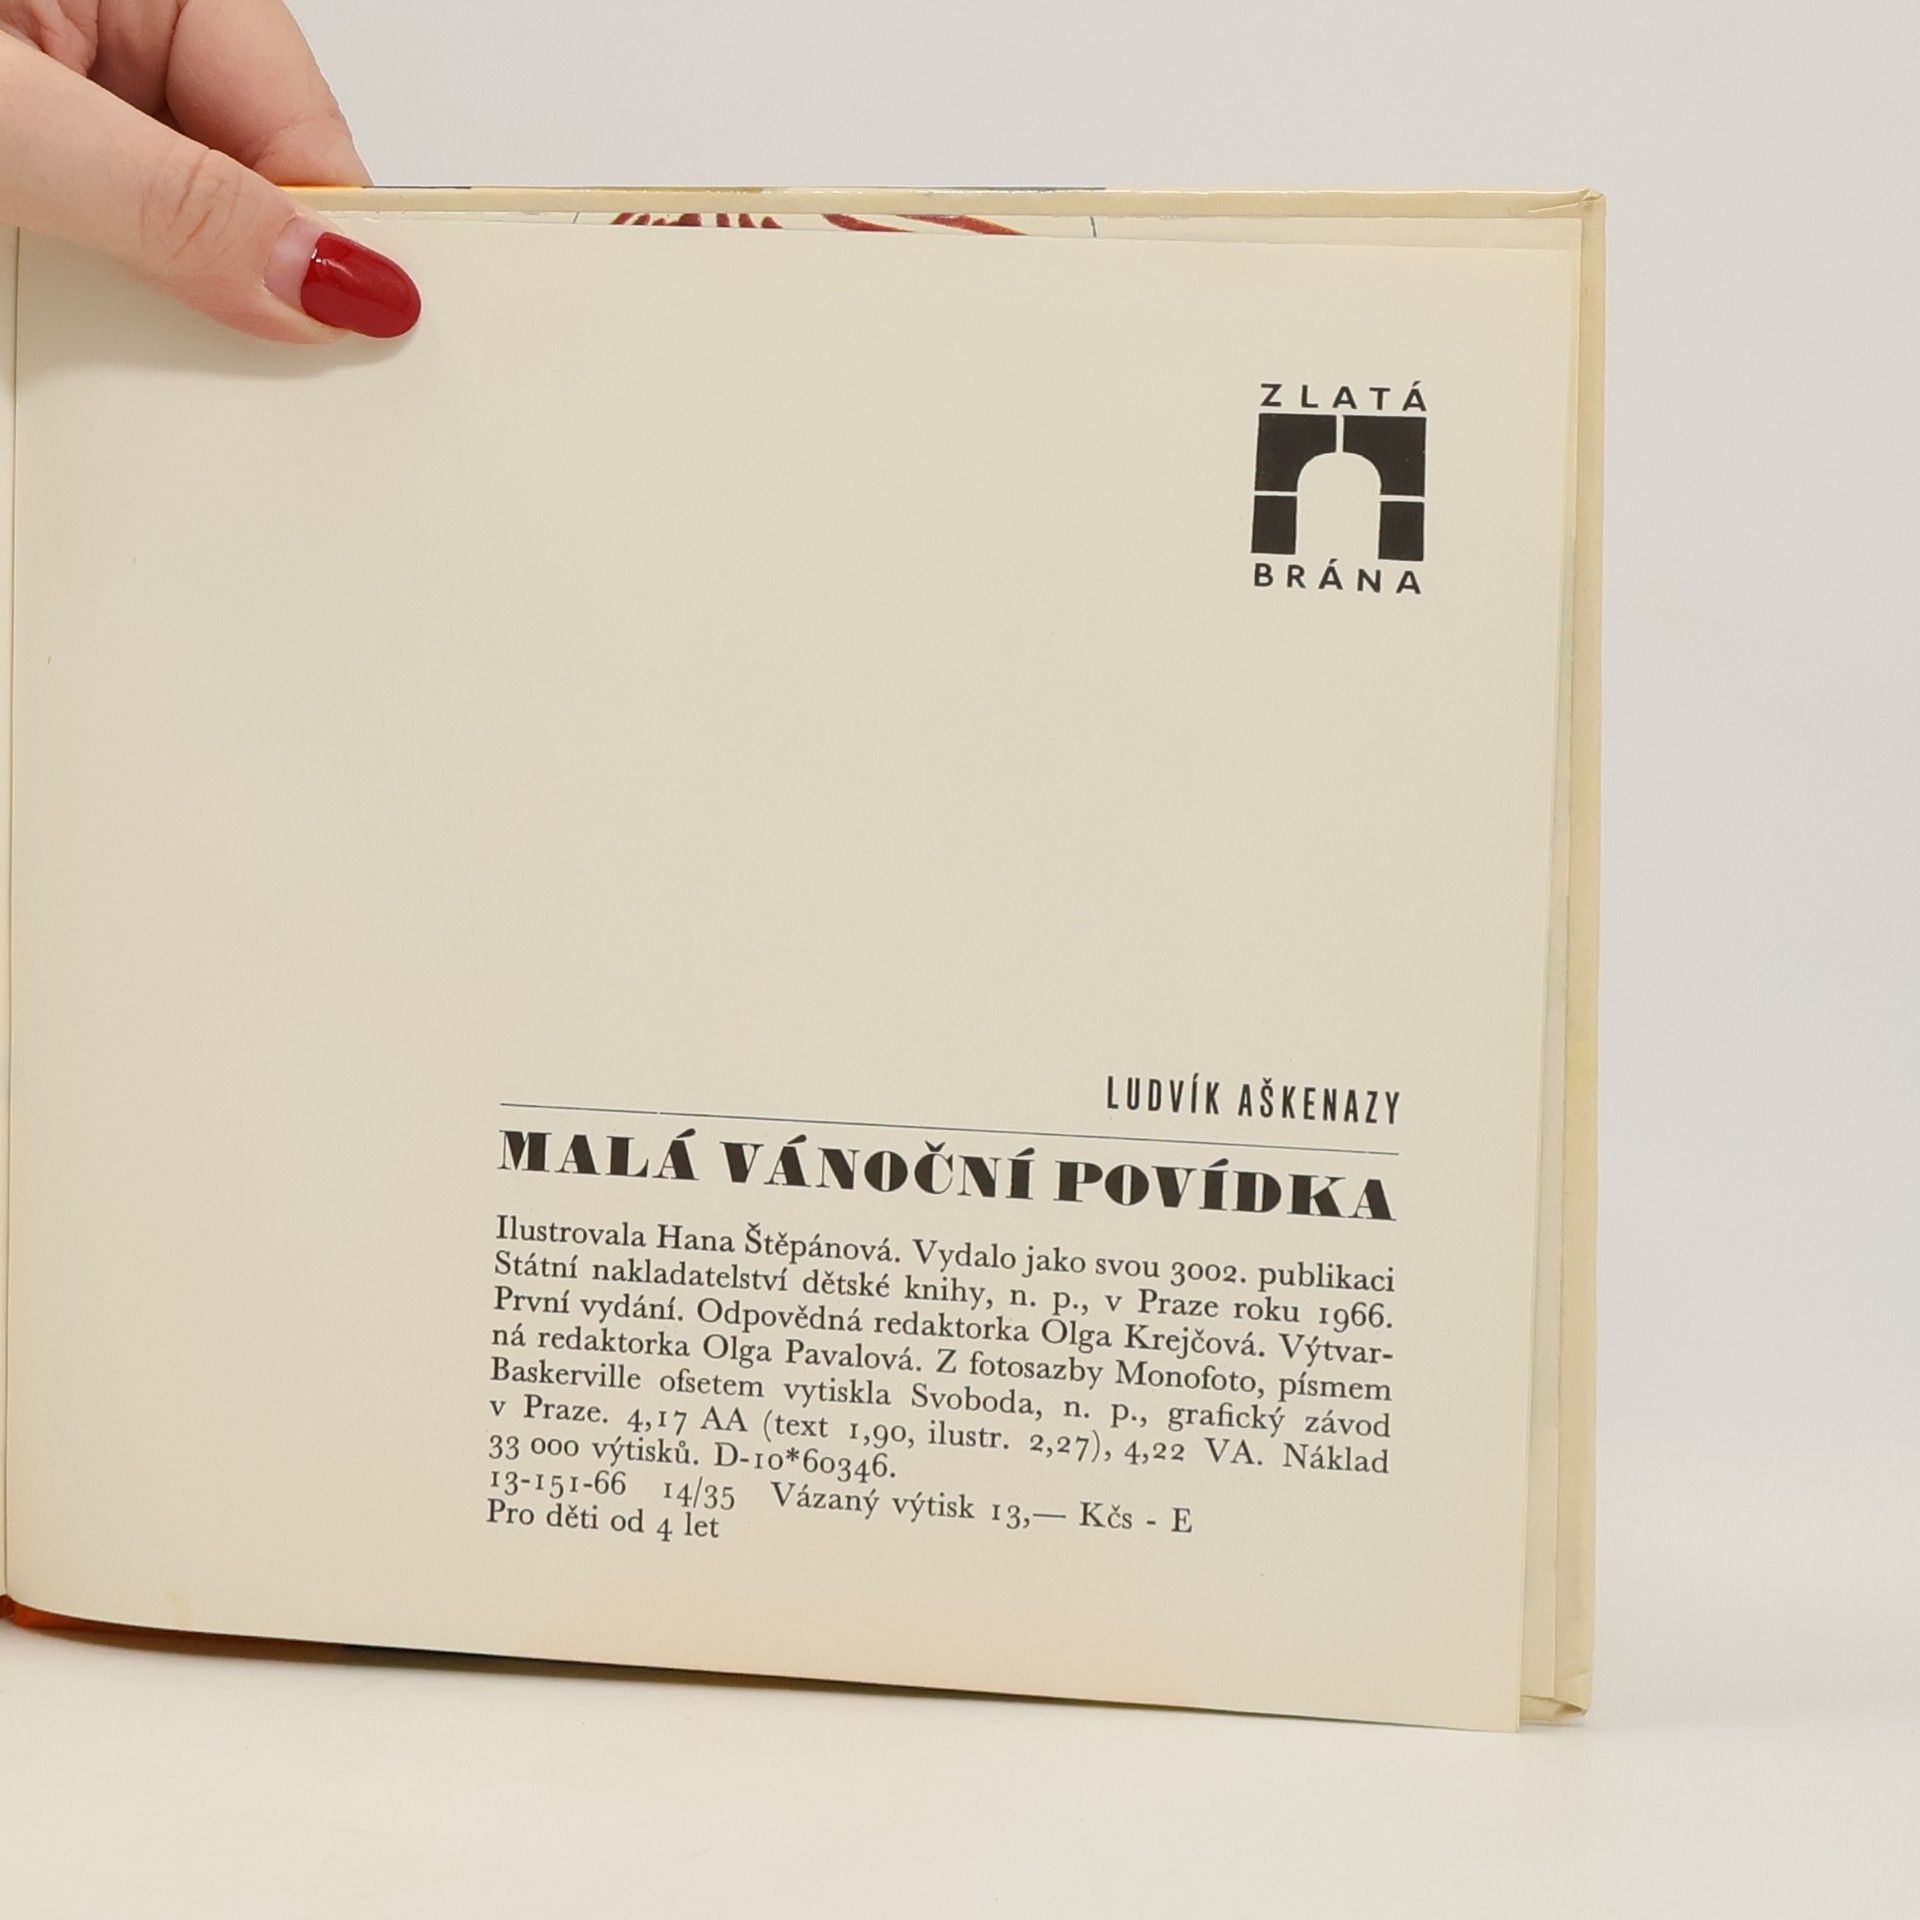 ZLATÁ
BRÁNA
LUDVÍK AŠKENAZY
MALÁ VÁNOČNÍ POVÍDKA
Ilustrovala Hana Štěpánová. Vydalo jako svou 3002. publikaci
Státní nakladatelství dětské knihy, n. p., v Praze roku 1966.
První vydání. Odpovědná redaktorka Olga Krejčová. Výtvar-
ná redaktorka Olga Pavalová. Z fotosazby Monofoto, písmem
Baskerville ofsetem vytiskla Svoboda, n. p., grafický závod
v Praze. 4,17 AA (text 1,90, ilustr. 2,27), 4,22 VA. Náklad
33 000 výtisků. D-10*60346.
13-151-66 14/35 Vázaný výtisk 13,— Kčs - E
Pro děti od 4 let